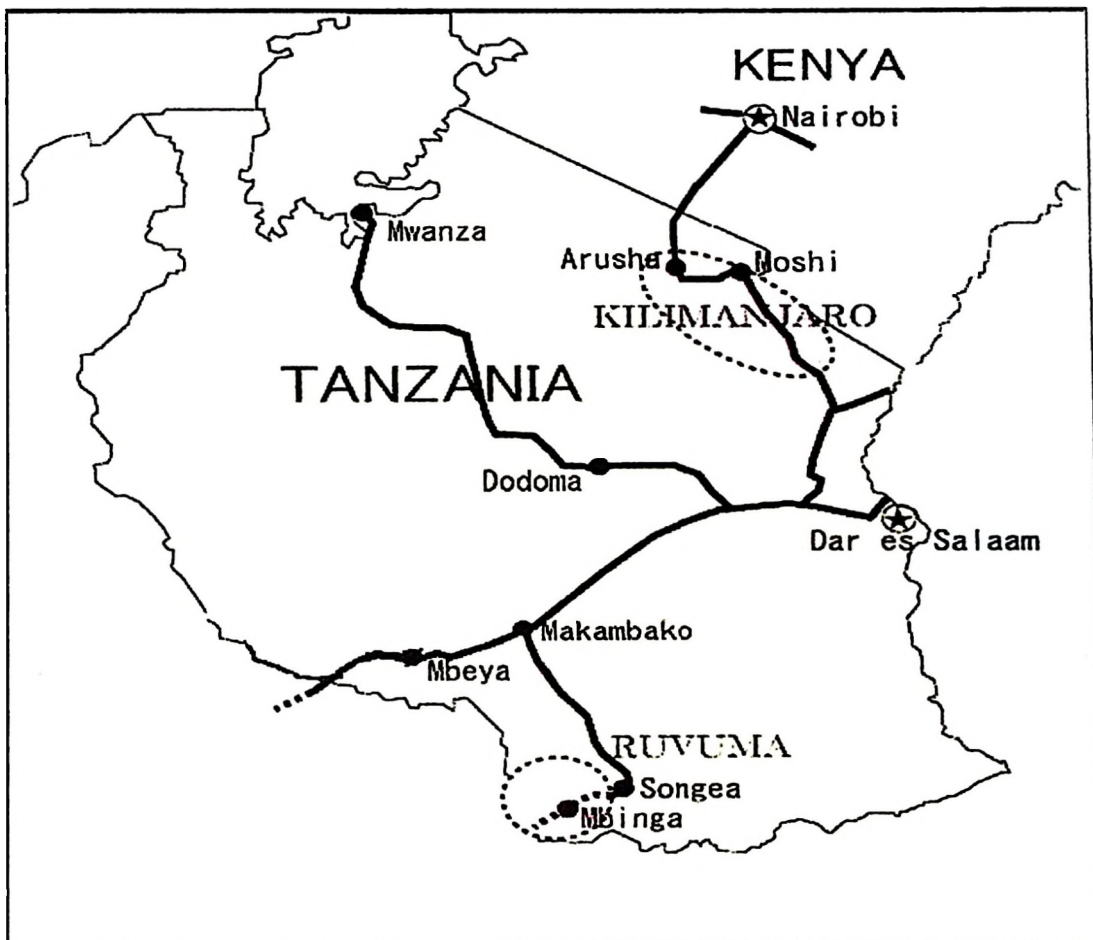 KENYA
Nairobi
Mwanza
Arusha
Moshi
KILIMANJARO
TANZANIA
Dodoma
Dar es Salaam
Makambako
Mbeya
RUVUMA
Songea
Mbinga